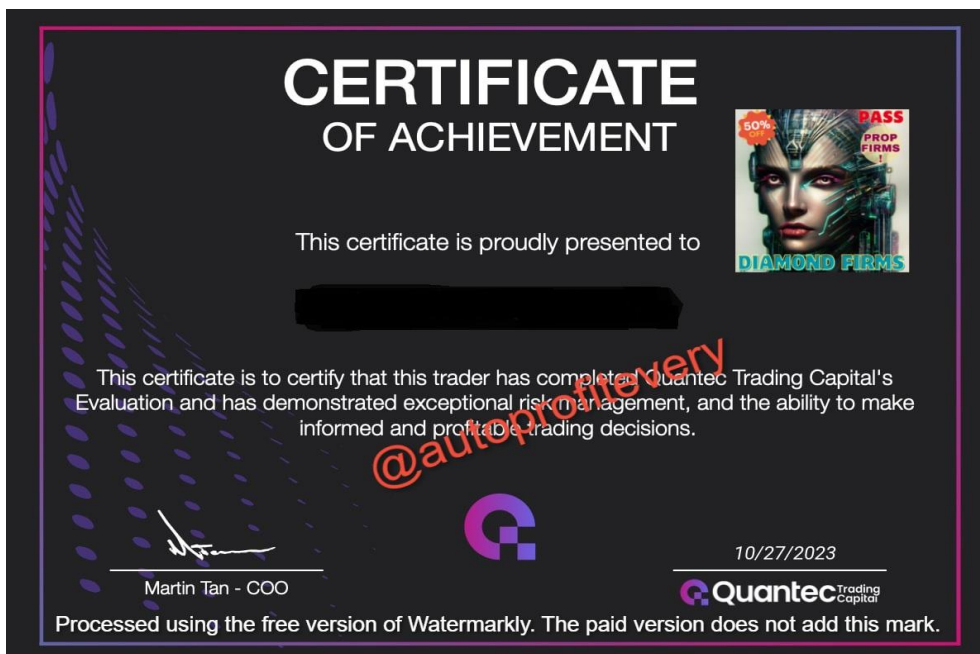 CERTIFICATE
OF ACHIEVEMENT
50%
OFF
PASS
PROP
FIRMS
!
DIAMOND FIRMS
This certificate is proudly presented to
This certificate is to certify that this trader has completed Quantec Trading Capital's
Evaluation and has demonstrated exceptional risk management, and the ability to make
informed and profitable trading decisions.
@autoprofitevery
10/27/2023
Martin Tan - COO
Quantec Trading Capital
Processed using the free version of Watermarkly. The paid version does not add this mark.